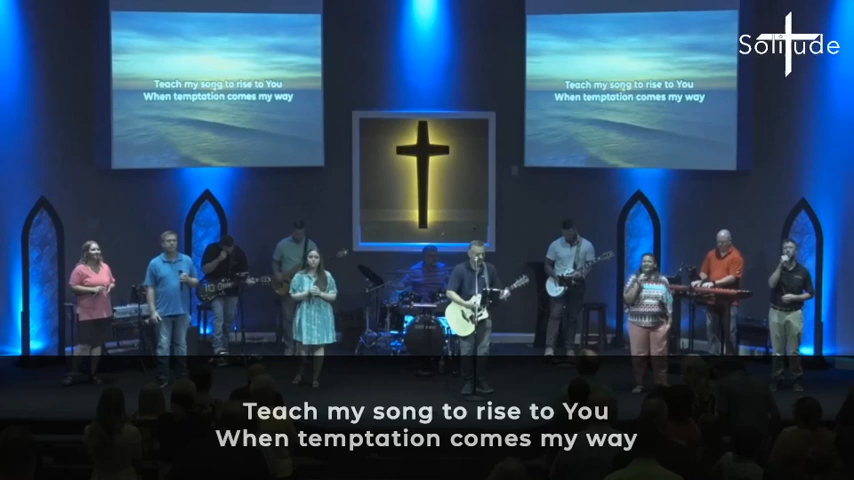 Teach my song to rise to You
When temptation comes my way
Teach my song to rise to You
When temptation comes my way
Solitude
Teach my song to rise to You
When temptation comes my way